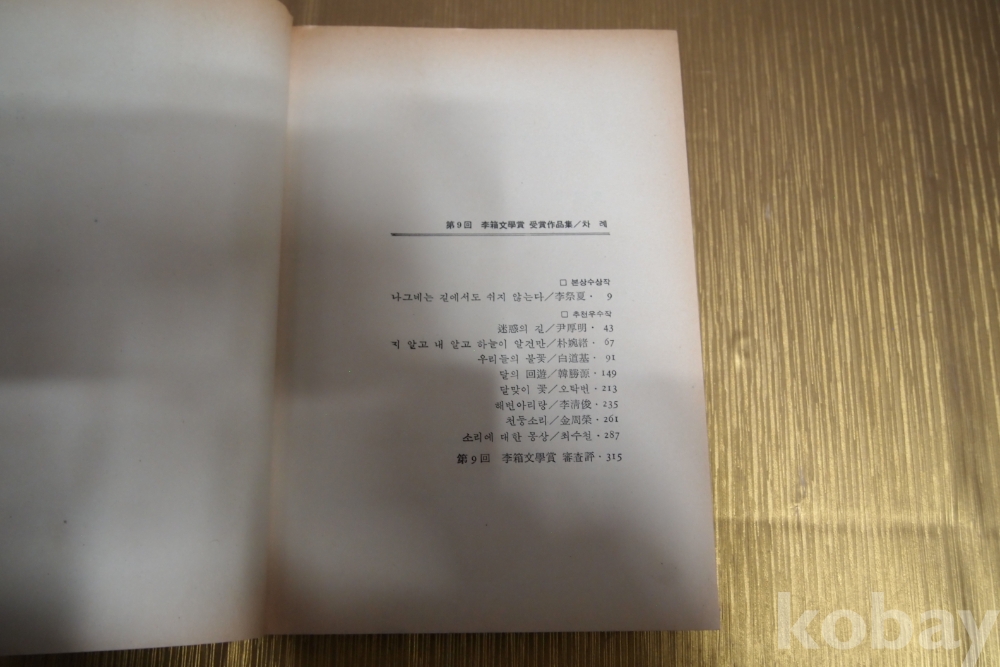 第9回 李箱文學賞 受賞作品集/차 례
□ 본상수상작
나그네는 길에서도 쉬지 않는다/李祭夏· 9
□ 추천우수작
迷惑의 길/尹厚明· 43
지 알고 내 알고 하늘이 알건만/朴婉緖· 67
우리들의 불꽃/白道基· 91
달의 回遊/韓勝源·149
달맞이 꽃/오탁번·213
해변아리랑/李淸俊·235
천둥소리/金周榮·261
소리에 대한 몽상/최수철·287
第9回 李箱文學賞 審査評·315
kobay